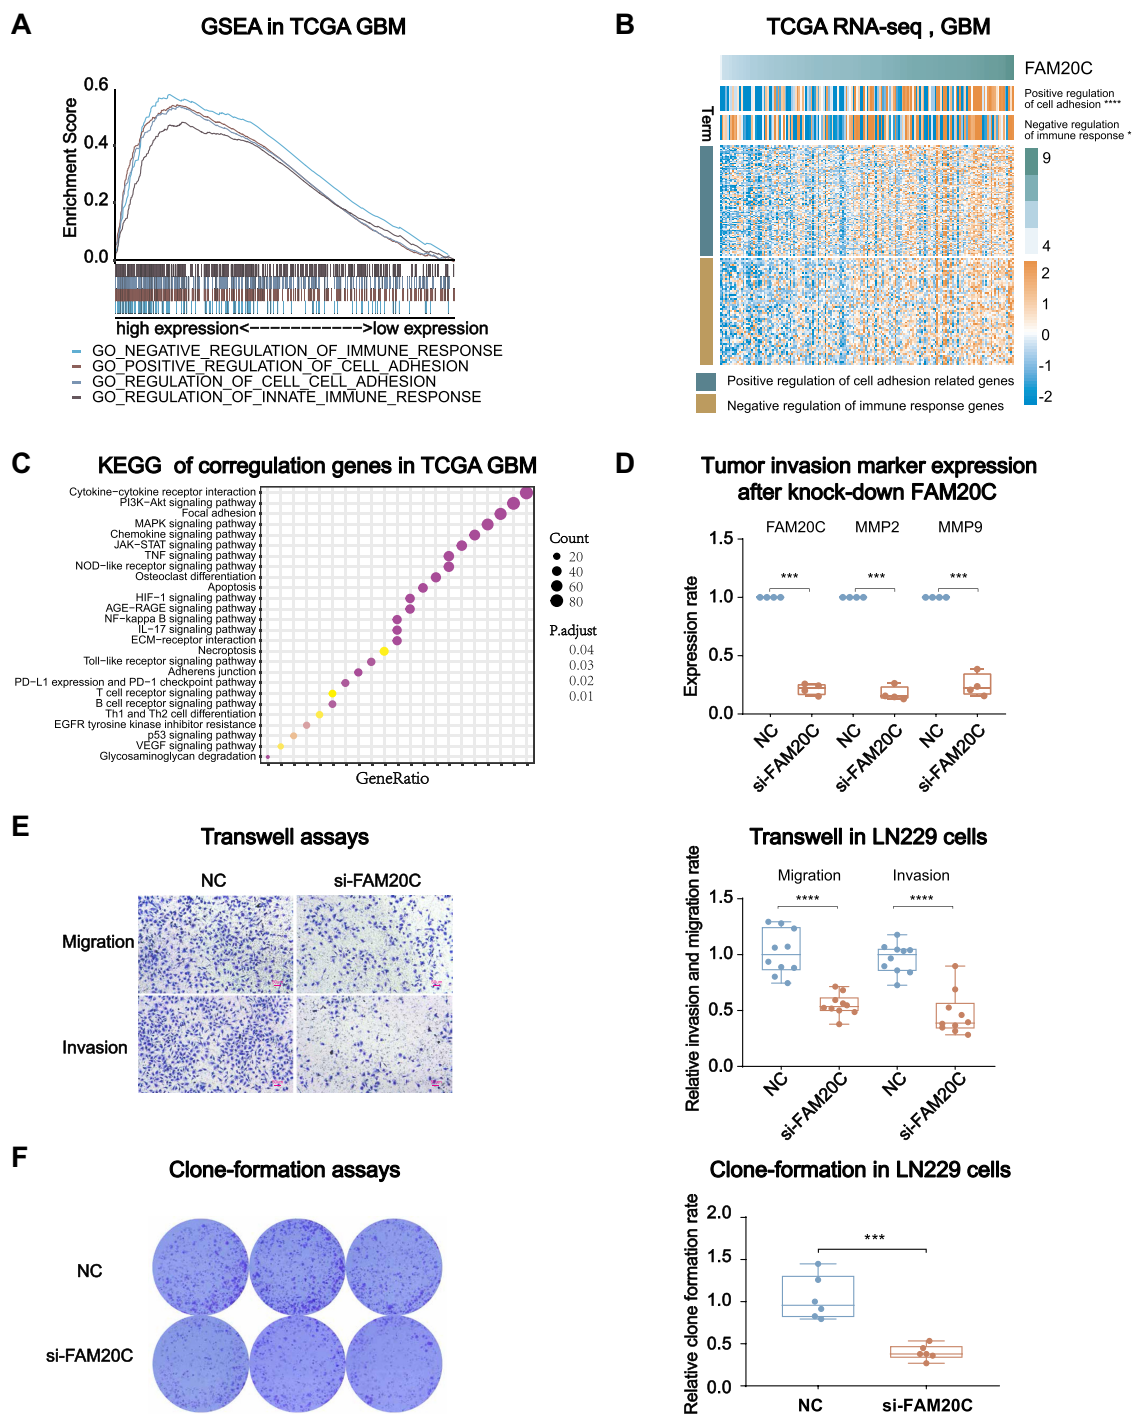 A
GSEA in TCGA GBM
0.6
0.4
0.2
0.0
Enrichment Score
high expression<-------------->low expression
GO_NEGATIVE_REGULATION_OF_IMMUNE_RESPONSE
GO_POSITIVE_REGULATION_OF_CELL_ADHESION
GO_REGULATION_OF_CELL_CELL_ADHESION
GO_REGULATION_OF_INNATE_IMMUNE_RESPONSE
B
TCGA RNA-seq , GBM
FAM20C
Positive regulation
of cell adhesion ****
Negative regulation
of immune response *
Term
9
4
2
1
0
-1
-2
Positive regulation of cell adhesion related genes
Negative regulation of immune response genes
C
KEGG of corregulation genes in TCGA GBM
Cytokine-cytokine receptor interaction
PI3K-Akt signaling pathway
Focal adhesion
MAPK signaling pathway
Chemokine signaling pathway
JAK-STAT signaling pathway
TNF signaling pathway
NOD-like receptor signaling pathway
Osteoclast differentiation
Apoptosis
HIF-1 signaling pathway
AGE-RAGE signaling pathway
NF-kappa B signaling pathway
IL-17 signaling pathway
ECM-receptor interaction
Necroptosis
Toll-like receptor signaling pathway
Adherens junction
PD-L1 expression and PD-1 checkpoint pathway
T cell receptor signaling pathway
B cell receptor signaling pathway
Th1 and Th2 cell differentiation
EGFR tyrosine kinase inhibitor resistance
p53 signaling pathway
VEGF signaling pathway
Glycosaminoglycan degradation
GeneRatio
Count
20
40
60
80
P.adjust
0.04
0.03
0.02
0.01
D
Tumor invasion marker expression
after knock-down FAM20C
FAM20C MMP2 MMP9
1.5
1.0
0.5
0.0
Expression rate
*** *** ***
NC si-FAM20C NC si-FAM20C NC si-FAM20C
E
Transwell assays
NC si-FAM20C
Migration
Invasion
Transwell in LN229 cells
Migration Invasion
**** ****
1.5
1.0
0.5
0.0
Relative invasion and migration rate
NC si-FAM20C NC si-FAM20C
F
Clone-formation assays
NC
si-FAM20C
Clone-formation in LN229 cells
2.0
1.5
1.0
0.5
0.0
Relative clone formation rate
***
NC si-FAM20C